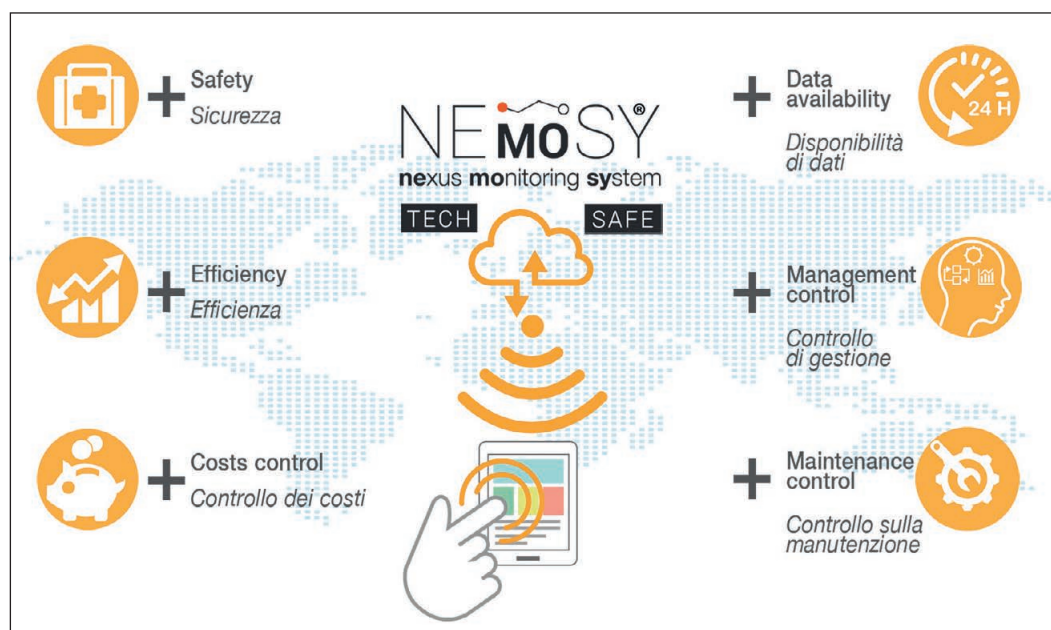 NEMOSY®
nexus monitoring system
TECH
SAFE
+ Safety
Sicurezza
+ Efficiency
Efficienza
+ Costs control
Controllo dei costi
+ Data
availability
Disponibilità
di dati
24 H
+ Management
control
Controllo
di gestione
+ Maintenance
control
Controllo sulla
manutenzione